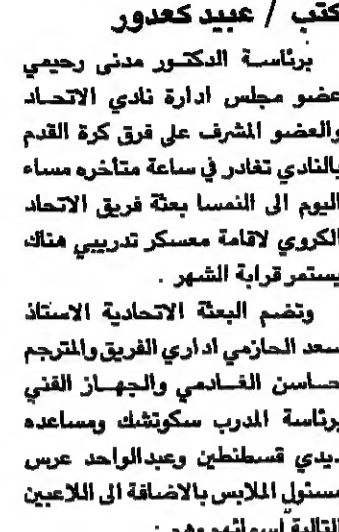 كتب / عبيد كعدور
برئاسة الدكتور مدني رحيمي
عضو مجلس ادارة نادي الاتحاد
والعضو المشرف على فرق كرة القدم
بالنادي تغادر في ساعة متأخره مساء
اليوم الى النمسا بعثة فريق الاتحاد
الكروي لاقامة معسكر تدريبي هناك
يستمر قرابة الشهر .
وتضم البعثة الاتحادية الاستاذ
سعد الحازمي اداري الفريق والمترجم
حساسن القادمي والجهاز الفني
برئاسة المدرب سكوتشك ومساعده
ديدي قسطنطين وعبدالواحد عرس
مسئول الملابس بالاضافة الى اللاعبين
التالية أسمائهم وهم :